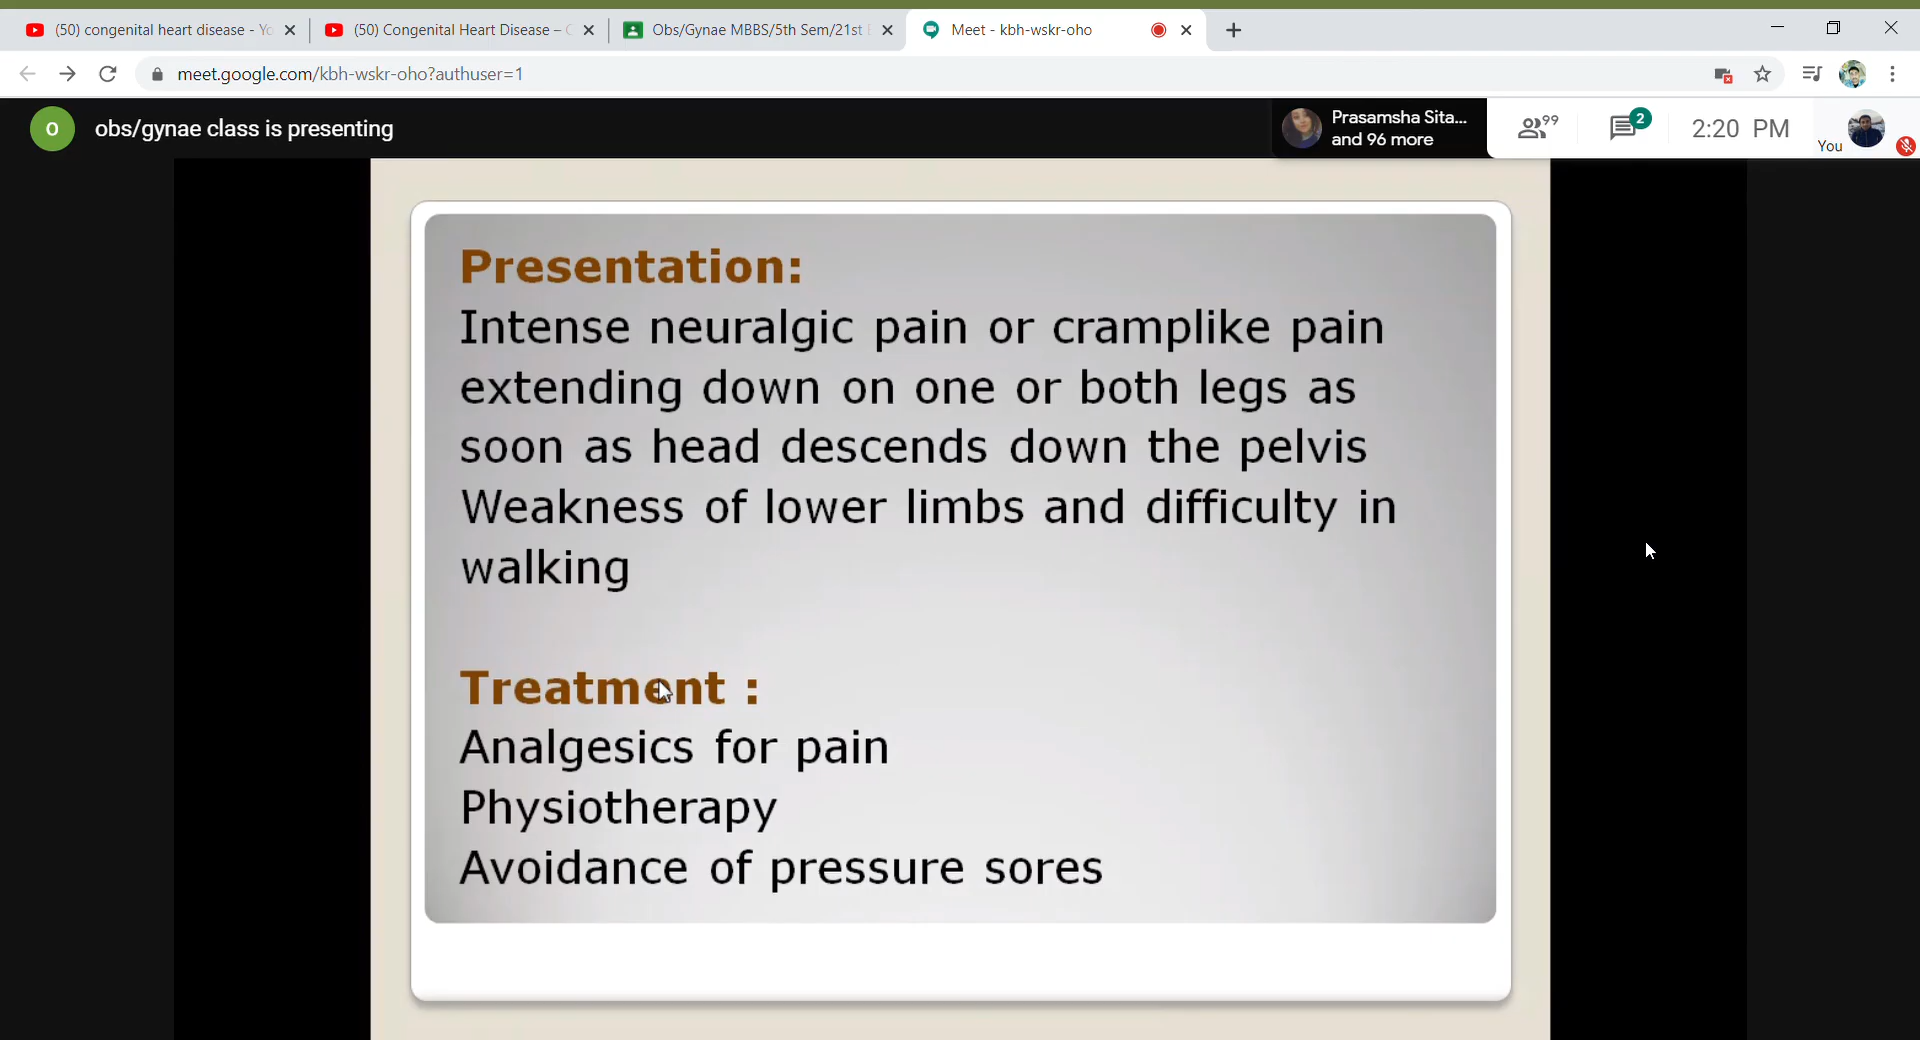 (50) congenital heart disease - Yo
(50) Congenital Heart Disease – C
Obs/Gynae MBBS/5th Sem/21st
Meet - kbh-wskr-oho
meet.google.com/kbh-wskr-oho?authuser=1
O
obs/gynae class is presenting
Prasamsha Sita...
and 96 more
99
2
2:20 PM
You
Presentation:
Intense neuralgic pain or cramplike pain
extending down on one or both legs as
soon as head descends down the pelvis
Weakness of lower limbs and difficulty in
walking
Treatment :
Analgesics for pain
Physiotherapy
Avoidance of pressure sores